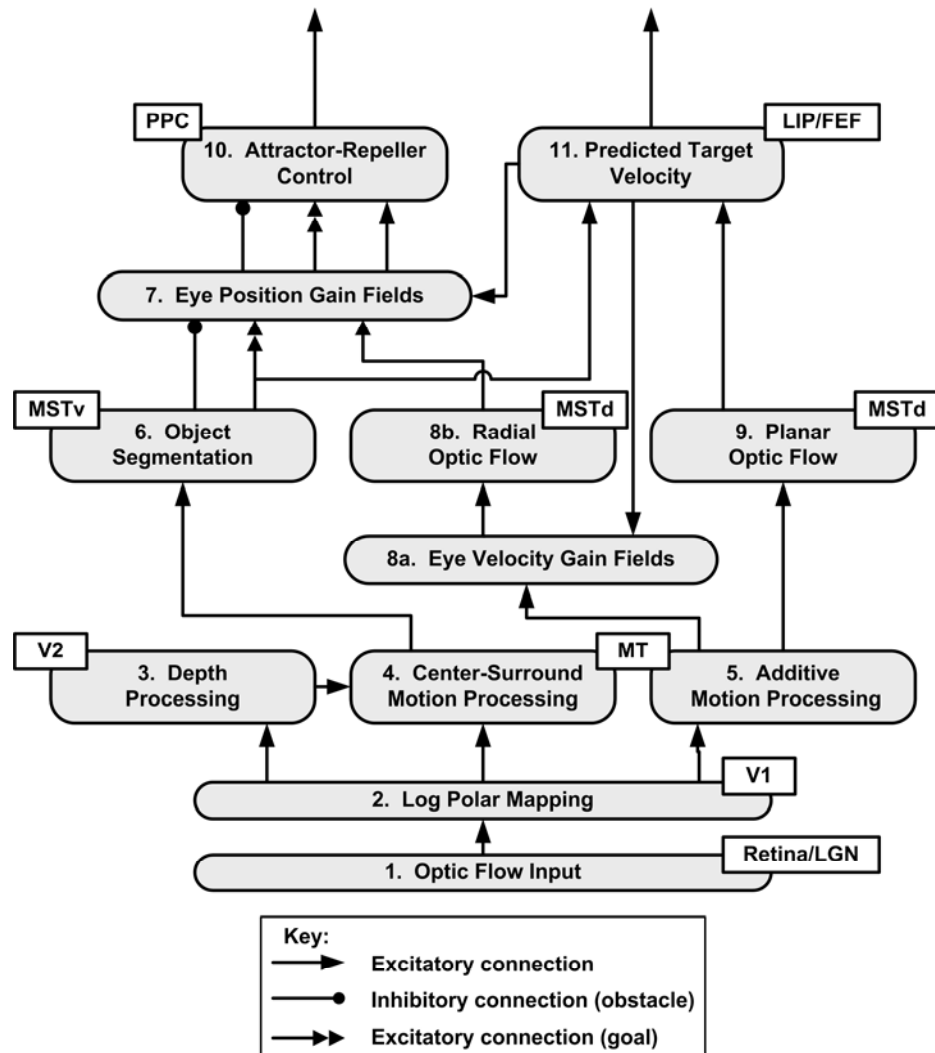 PPC
LIP/FEF
10. Attractor-Repeller
Control
11. Predicted Target
Velocity
7. Eye Position Gain Fields
MSTv
MSTd
MSTd
6. Object
Segmentation
8b. Radial
Optic Flow
9. Planar
Optic Flow
8a. Eye Velocity Gain Fields
V2
MT
3. Depth
Processing
4. Center-Surround
Motion Processing
5. Additive
Motion Processing
V1
2. Log Polar Mapping
Retina/LGN
1. Optic Flow Input
Key:
Excitatory connection
Inhibitory connection (obstacle)
Excitatory connection (goal)